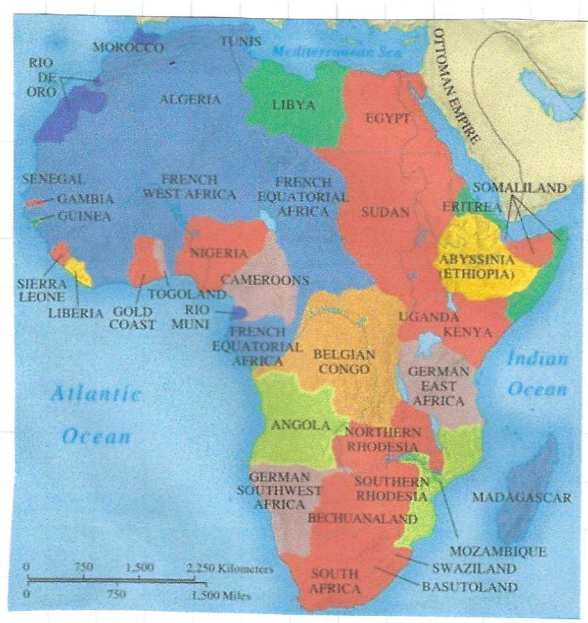 MOROCCO
TUNIS
Mediterranean Sea
OTTOMAN EMPIRE
RIO
DE
ORO
ALGERIA
LIBYA
EGYPT
SENEGAL
GAMBIA
GUINEA
FRENCH
WEST AFRICA
FRENCH
EQUATORIAL
AFRICA
SUDAN
SOMALILAND
ERITREA
NIGERIA
ABYSSINIA
(ETHIOPIA)
CAMEROONS
SIERRA
LEONE
LIBERIA
GOLD
COAST
TOGOLAND
RIO
MUNI
UGANDA
KENYA
FRENCH
EQUATORIAL
AFRICA
BELGIAN
CONGO
Indian
Ocean
GERMAN
EAST
AFRICA
Atlantic
Ocean
ANGOLA
NORTHERN
RHODESIA
GERMAN
SOUTHWEST
AFRICA
SOUTHERN
RHODESIA
MADAGASCAR
BECHUANALAND
MOZAMBIQUE
SWAZILAND
BASUTOLAND
SOUTH
AFRICA
0 750 1,500 2,250 Kilometers
0 750 1,500 Miles